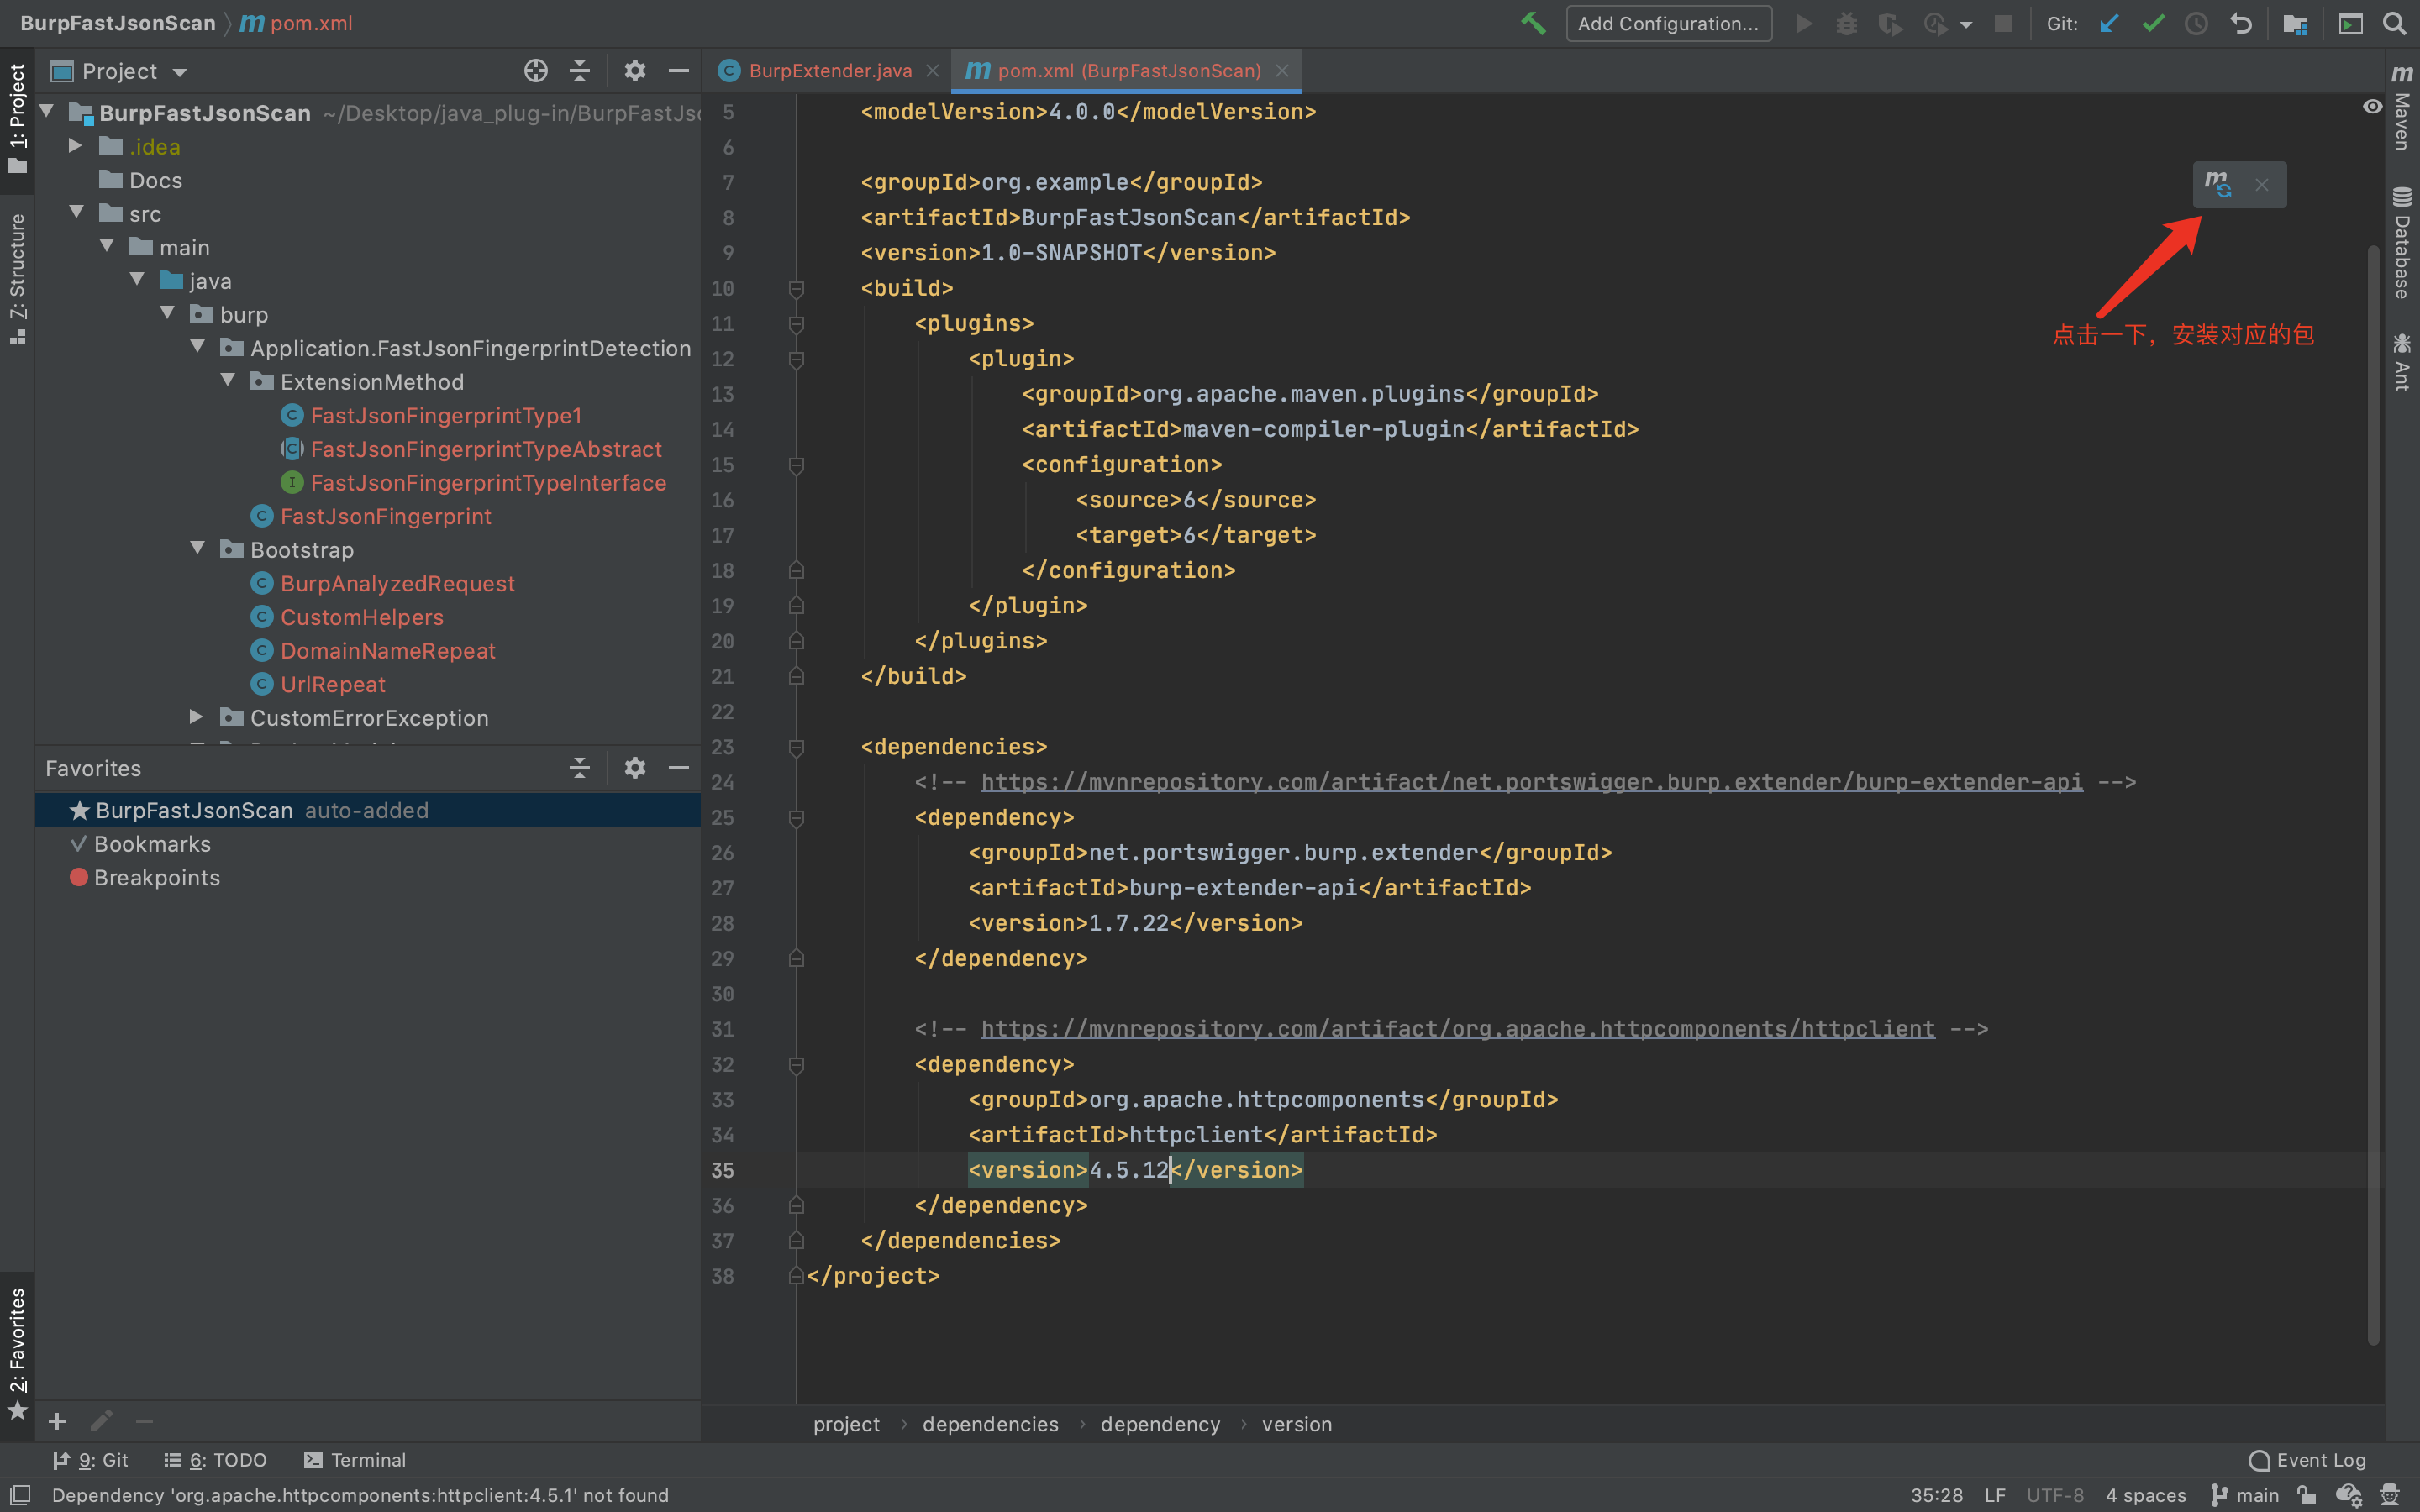 BurpFastJsonScan pom.xml
Add Configuration...
Git:
1: Project
Project
BurpExtender.java
pom.xml (BurpFastJsonScan)
Maven
BurpFastJsonScan ~/Desktop/java_plug-in/BurpFastJs
.idea
Docs
src
main
java
burp
Application.FastJsonFingerprintDetection
ExtensionMethod
FastJsonFingerprintType1
FastJsonFingerprintTypeAbstract
FastJsonFingerprintTypeInterface
FastJsonFingerprint
Bootstrap
BurpAnalyzedRequest
CustomHelpers
DomainNameRepeat
UrlRepeat
CustomErrorException
7: Structure
Favorites
BurpFastJsonScan auto-added
Bookmarks
Breakpoints
2: Favorites
5 <modelVersion>4.0.0</modelVersion>
6
7 <groupId>org.example</groupId>
8 <artifactId>BurpFastJsonScan</artifactId>
9 <version>1.0-SNAPSHOT</version>
10 <build>
11 <plugins>
12 <plugin>
13 <groupId>org.apache.maven.plugins</groupId>
14 <artifactId>maven-compiler-plugin</artifactId>
15 <configuration>
16 <source>6</source>
17 <target>6</target>
18 </configuration>
19 </plugin>
20 </plugins>
21 </build>
22
23 <dependencies>
24 <!-- https://mvnrepository.com/artifact/net.portswigger.burp.extender/burp-extender-api -->
25 <dependency>
26 <groupId>net.portswigger.burp.extender</groupId>
27 <artifactId>burp-extender-api</artifactId>
28 <version>1.7.22</version>
29 </dependency>
30
31 <!-- https://mvnrepository.com/artifact/org.apache.httpcomponents/httpclient -->
32 <dependency>
33 <groupId>org.apache.httpcomponents</groupId>
34 <artifactId>httpclient</artifactId>
35 <version>4.5.12</version>
36 </dependency>
37 </dependencies>
38 </project>
点击一下，安装对应的包
Database
Ant
project › dependencies › dependency › version
9: Git
6: TODO
Terminal
Event Log
Dependency 'org.apache.httpcomponents:httpclient:4.5.1' not found
35:28 LF UTF-8 4 spaces main